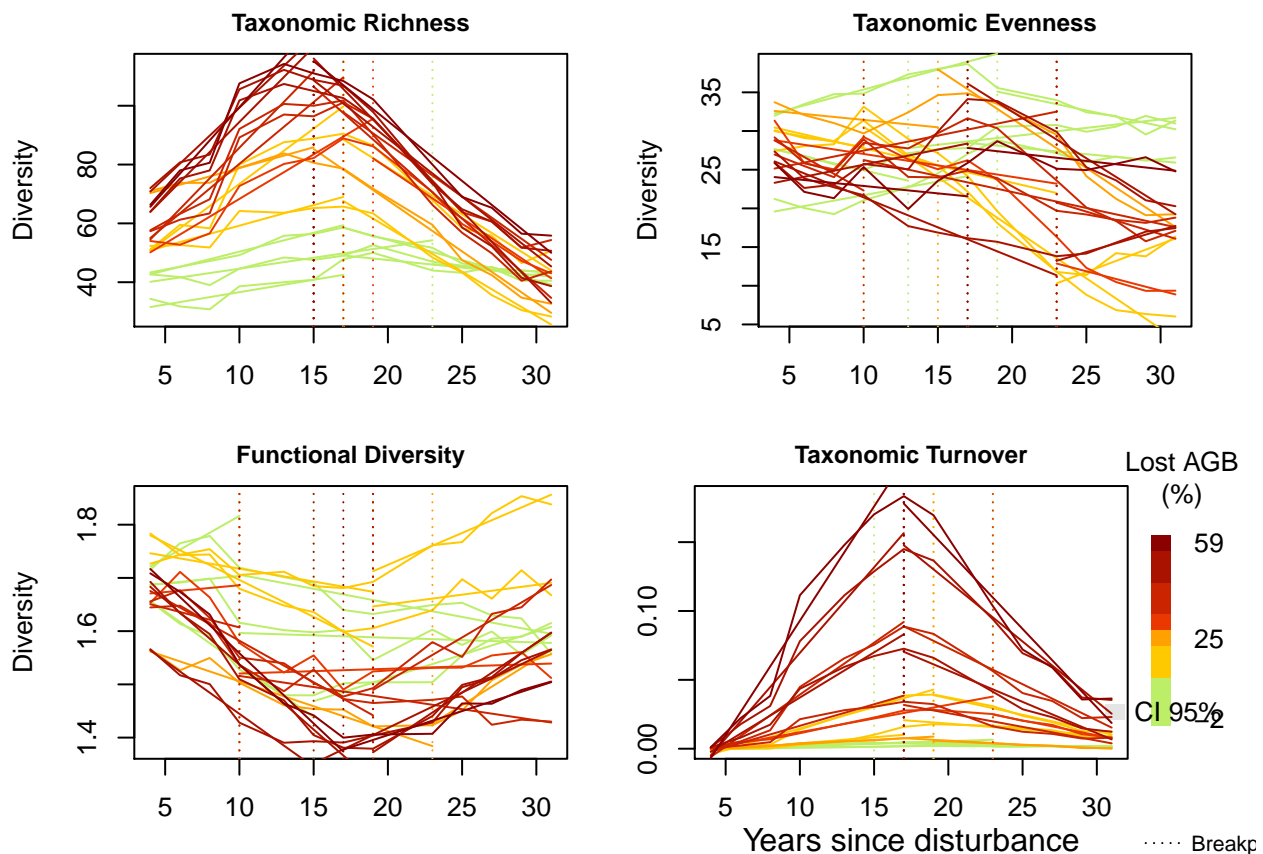 Taxonomic Richness
Diversity
40 60 80
5 10 15 20 25 30
Taxonomic Evenness
Diversity
5 15 25 35
5 10 15 20 25 30
Functional Diversity
Diversity
1.4 1.6 1.8
5 10 15 20 25 30
Taxonomic Turnover
0.00 0.10
5 10 15 20 25 30
Years since disturbance
Lost AGB
(%)
59
25
-2
CI 95%
Breakp